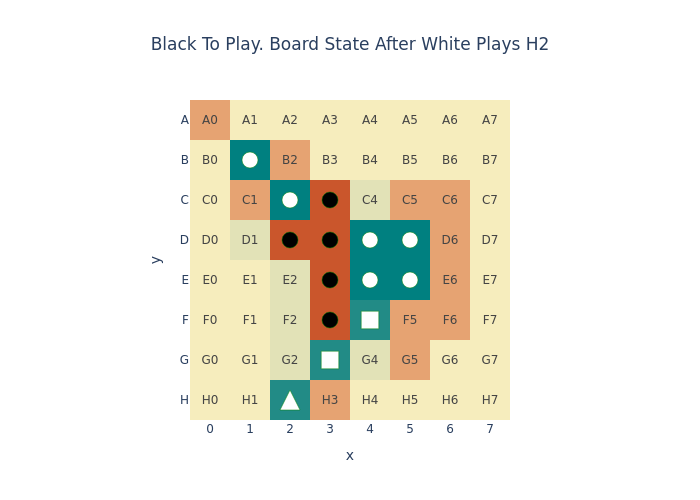 Black To Play. Board State After White Plays H2
A A0 A1 A2 A3 A4 A5 A6 A7
B B0 B2 B3 B4 B5 B6 B7
C C0 C1 C4 C5 C6 C7
D D0 D1 D6 D7
y
E E0 E1 E2 E6 E7
F F0 F1 F2 F5 F6 F7
G G0 G1 G2 G4 G5 G6 G7
H H0 H1 H3 H4 H5 H6 H7
0 1 2 3 4 5 6 7
x